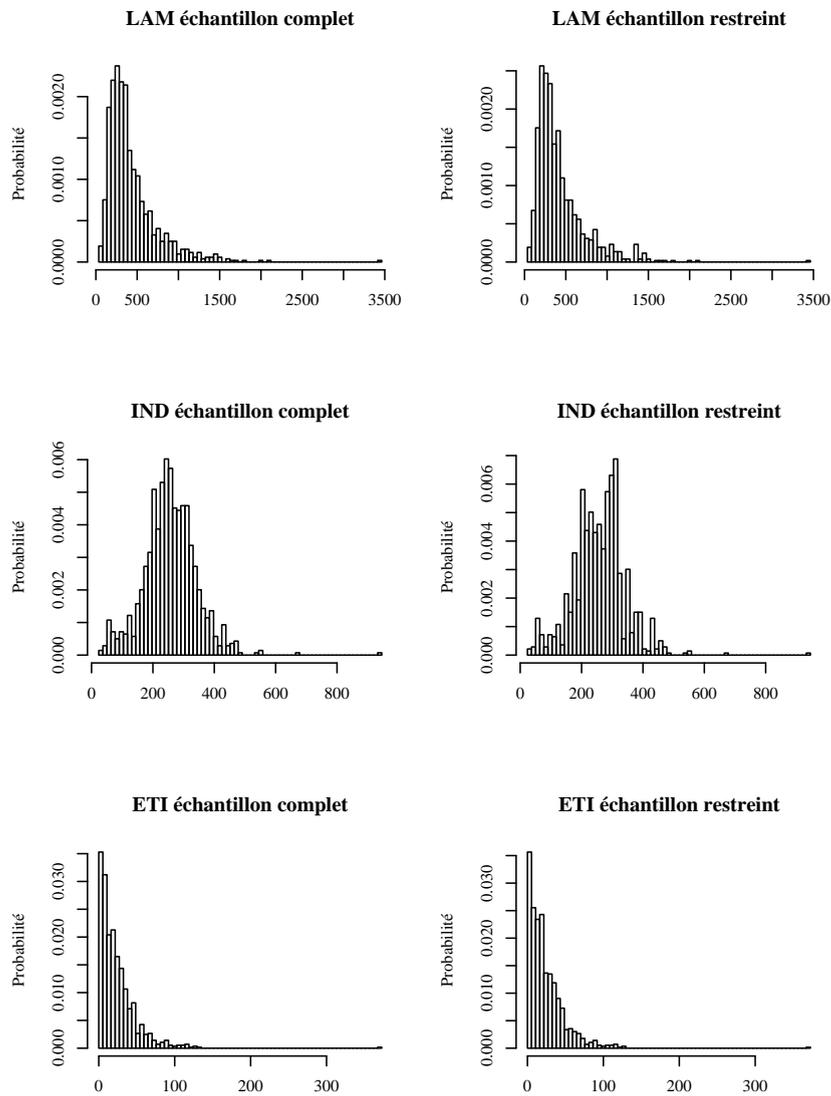 LAM échantillon complet
Probabilité
0.0000 0.0010 0.0020
0 500 1500 2500 3500
LAM échantillon restreint
Probabilité
0.0000 0.0010 0.0020
0 500 1500 2500 3500
IND échantillon complet
Probabilité
0.000 0.002 0.004 0.006
0 200 400 600 800
IND échantillon restreint
Probabilité
0.000 0.002 0.004 0.006
0 200 400 600 800
ETI échantillon complet
Probabilité
0.000 0.010 0.020 0.030
0 100 200 300
ETI échantillon restreint
Probabilité
0.000 0.010 0.020 0.030
0 100 200 300